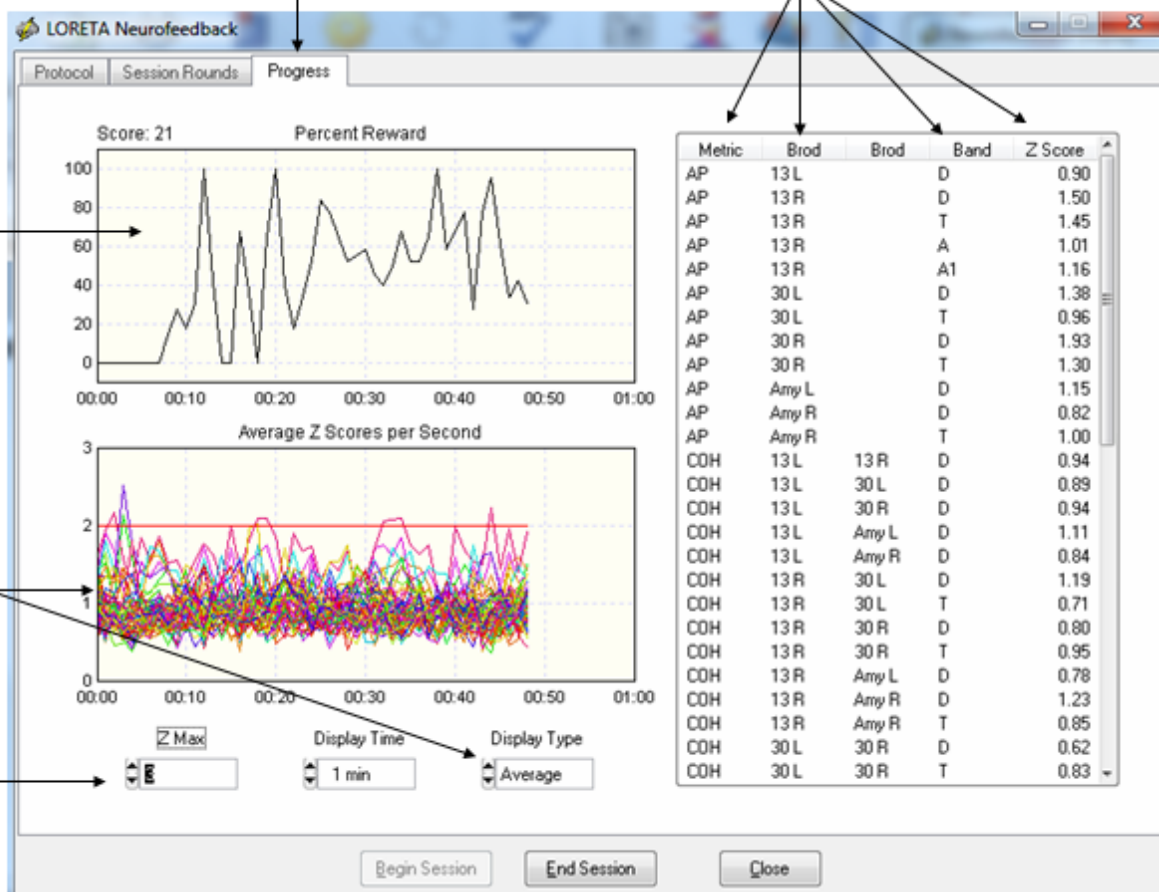 LORETA Neurofeedback
Protocol Session Rounds Progress
Score: 21 Percent Reward
100
80
60
40
20
0
00:00 00:10 00:20 00:30 00:40 00:50 01:00
Average Z Scores per Second
3
2
1
0
00:00 00:10 00:20 00:30 00:40 00:50 01:00
Z Max Display Time Display Type
3 1 min Average
Metric Brod Brod Band Z Score
AP 13 L D 0.90
AP 13 R D 1.50
AP 13 R T 1.45
AP 13 R A 1.01
AP 13 R A1 1.16
AP 30 L D 1.38
AP 30 L T 0.96
AP 30 R D 1.93
AP 30 R T 1.30
AP Amy L D 1.15
AP Amy R D 0.82
AP Amy R T 1.00
COH 13 L 13 R D 0.94
COH 13 L 30 L D 0.89
COH 13 L 30 R D 0.94
COH 13 L Amy L D 1.11
COH 13 L Amy R D 0.84
COH 13 R 30 L D 1.19
COH 13 R 30 L T 0.71
COH 13 R 30 R D 0.80
COH 13 R 30 R T 0.95
COH 13 R Amy L D 0.78
COH 13 R Amy R D 1.23
COH 13 R Amy R T 0.85
COH 30 L 30 R D 0.62
COH 30 L 30 R T 0.83
Begin Session End Session Close